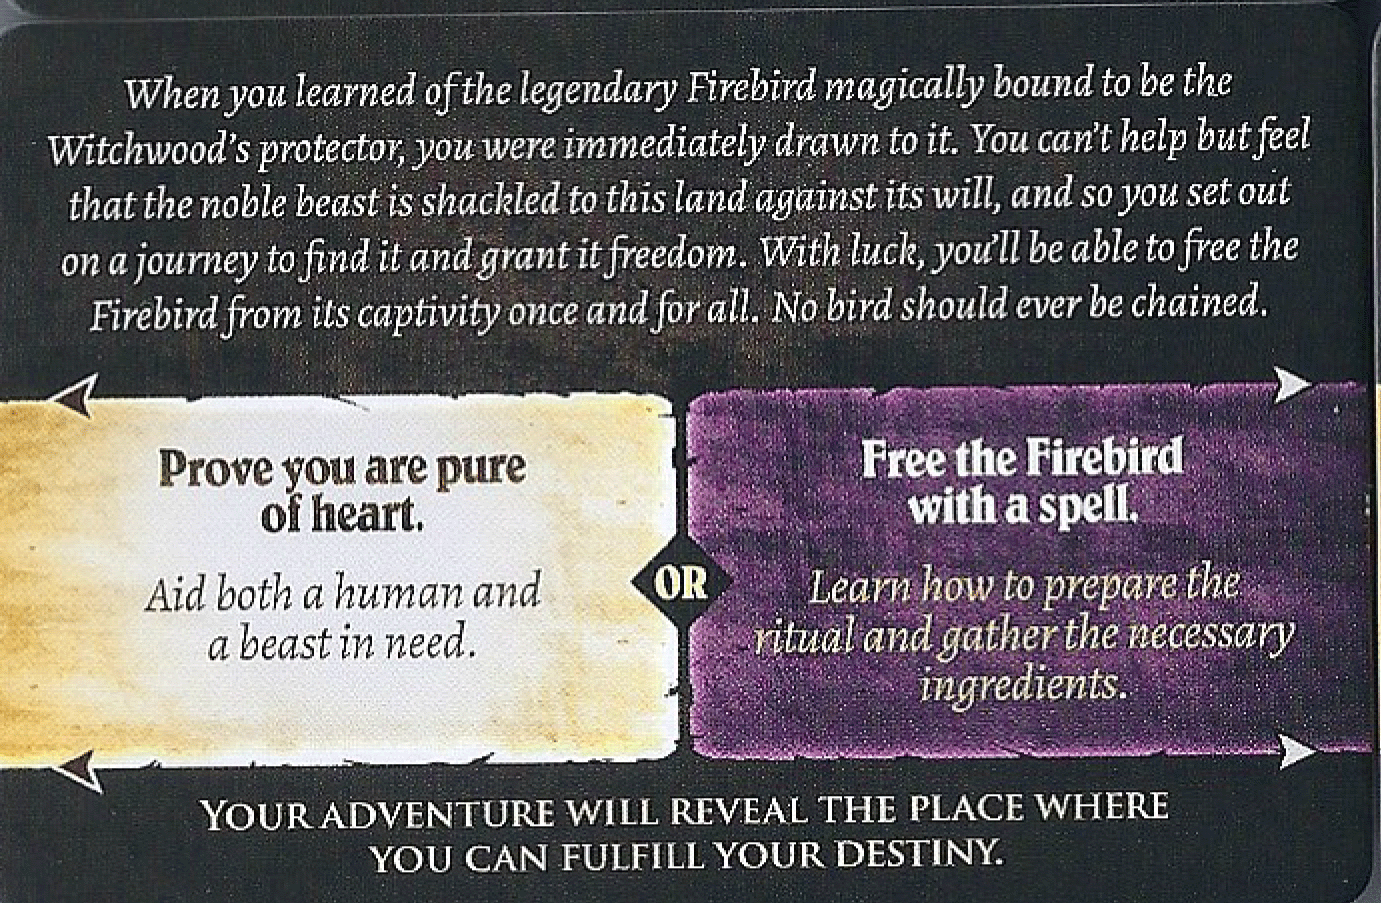 When you learned of the legendary Firebird magically bound to be the
Witchwood's protector, you were immediately drawn to it. You can't help but feel
that the noble beast is shackled to this land against its will, and so you set out
on a journey to find it and grant it freedom. With luck, you'll be able to free the
Firebird from its captivity once and for all. No bird should ever be chained.
Prove you are pure
of heart.
Aid both a human and
a beast in need.
OR
Free the Firebird
with a spell.
Learn how to prepare the
ritual and gather the necessary
ingredients.
YOUR ADVENTURE WILL REVEAL THE PLACE WHERE
YOU CAN FULFILL YOUR DESTINY.